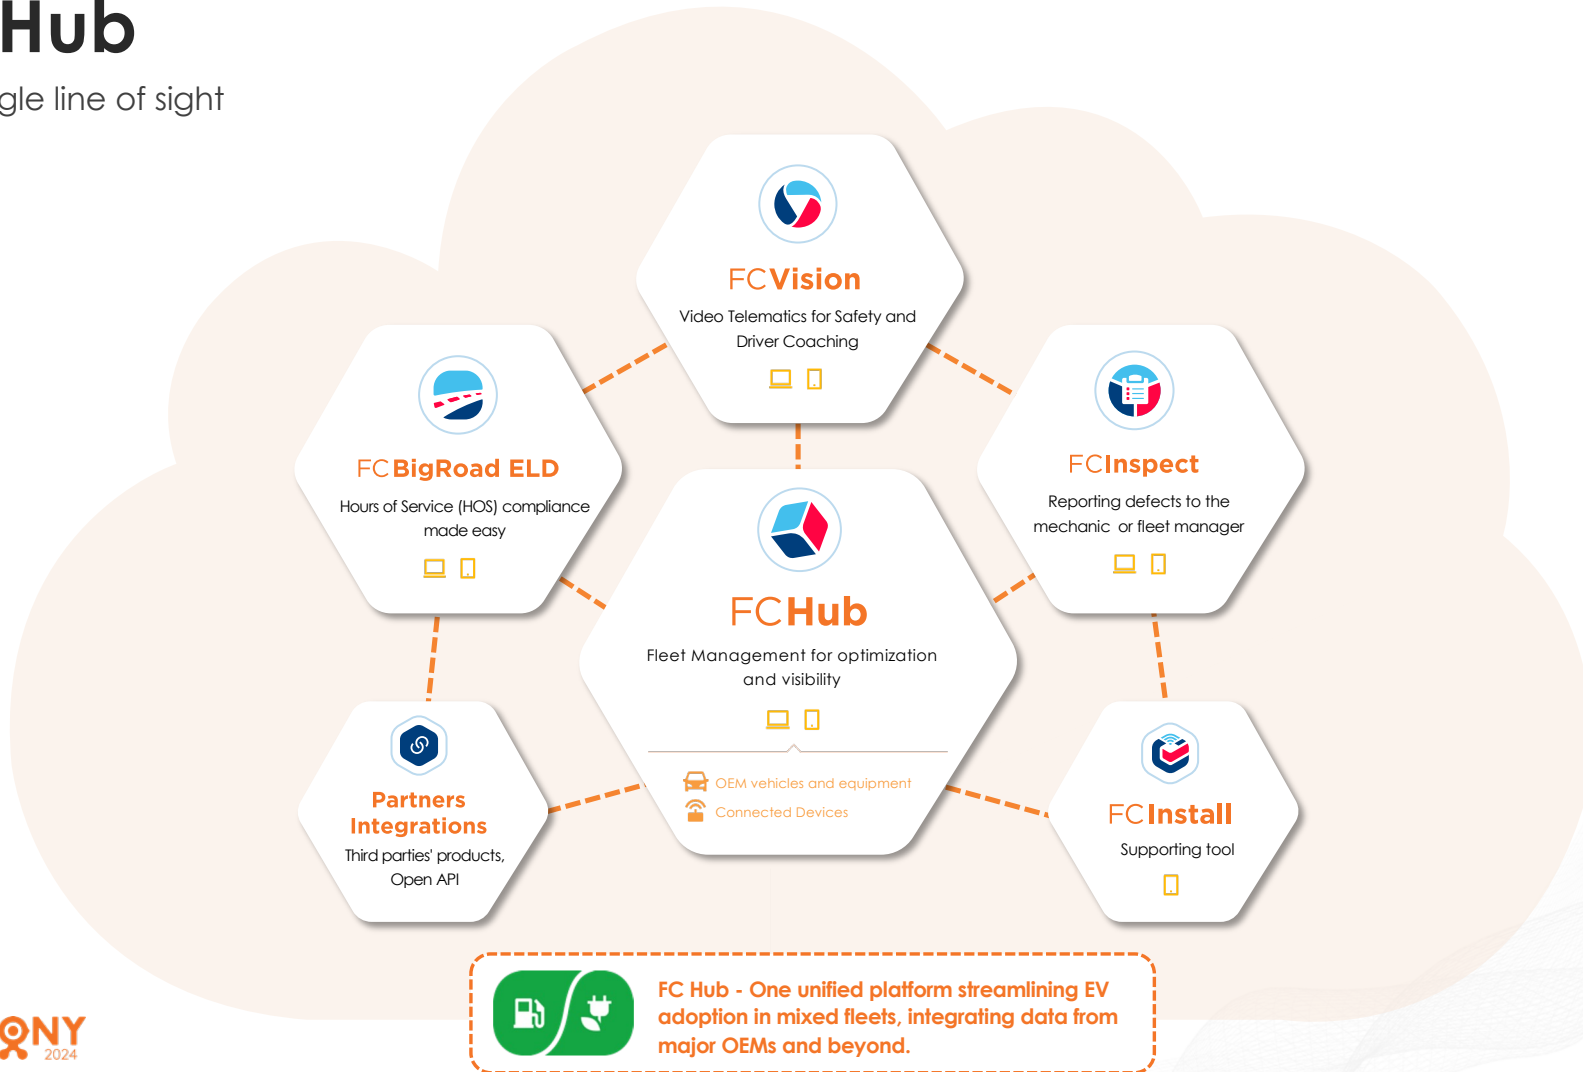 Hub
gle line of sight
FCVision
Video Telematics for Safety and
Driver Coaching
FCBigRoad ELD
Hours of Service (HOS) compliance
made easy
FCInspect
Reporting defects to the
mechanic or fleet manager
FCHub
Fleet Management for optimization
and visibility
OEM vehicles and equipment
Connected Devices
Partners
Integrations
Third parties' products,
Open API
FCInstall
Supporting tool
FC Hub - One unified platform streamlining EV
adoption in mixed fleets, integrating data from
major OEMs and beyond.
ONY
2024